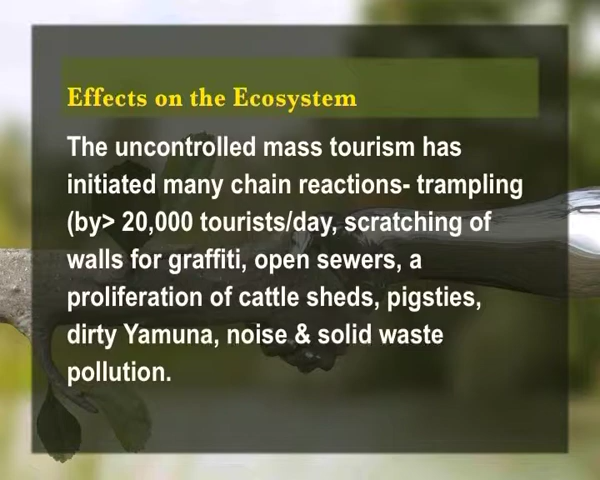 Effects on the Ecosystem
The uncontrolled mass tourism has
initiated many chain reactions- trampling
(by> 20,000 tourists/day, scratching of
walls for graffiti, open sewers, a
proliferation of cattle sheds, pigsties,
dirty Yamuna, noise & solid waste
pollution.